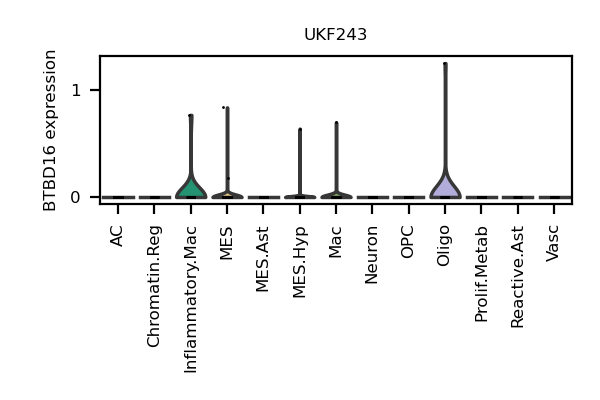 UKF243
BTBD16 expression
1
0
AC
Chromatin.Reg
Inflammatory.Mac
MES
MES.Ast
MES.Hyp
Mac
Neuron
OPC
Oligo
Prolif.Metab
Reactive.Ast
Vasc